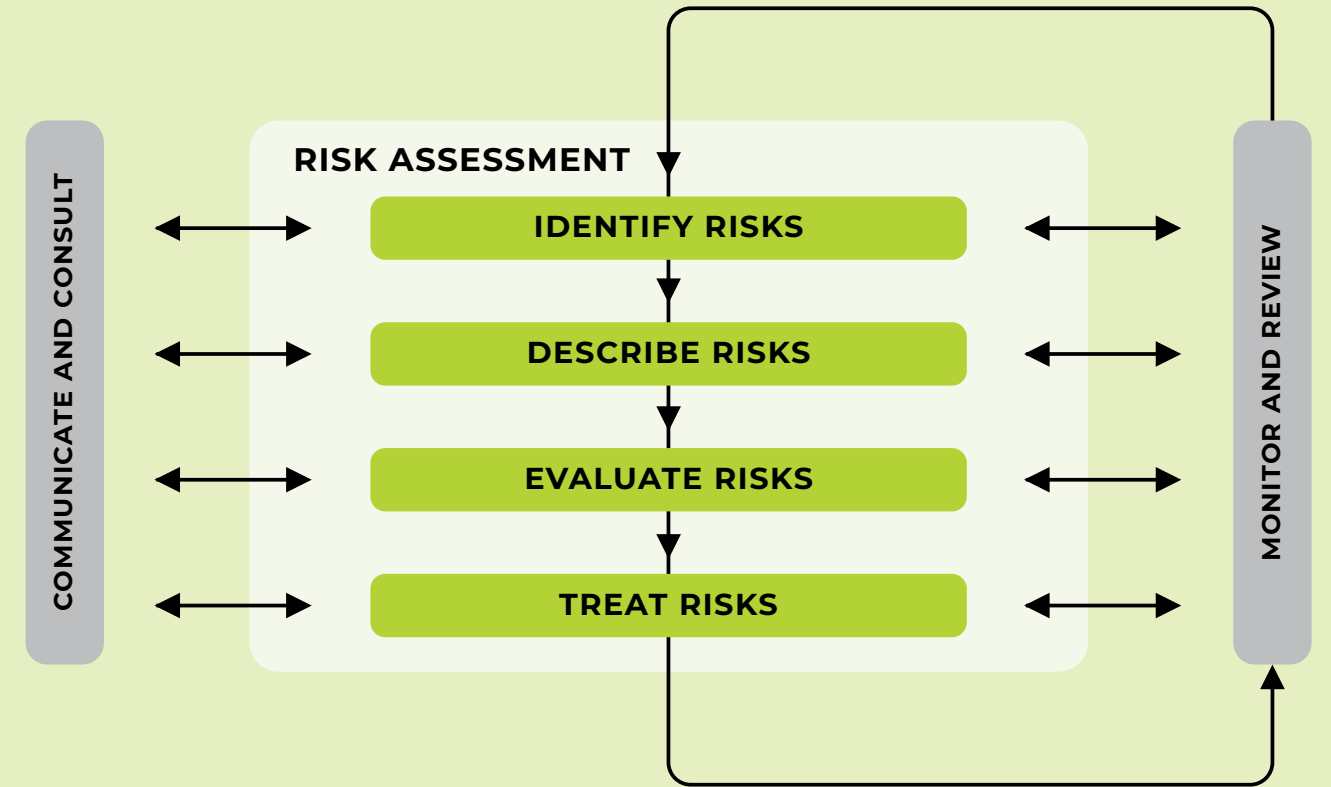 COMMUNICATE AND CONSULT
RISK ASSESSMENT
IDENTIFY RISKS
DESCRIBE RISKS
EVALUATE RISKS
TREAT RISKS
MONITOR AND REVIEW